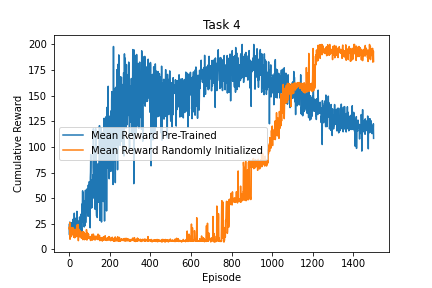 Task 4
200
175
150
125
100
75
50
25
0
Cumulative Reward
Mean Reward Pre-Trained
Mean Reward Randomly Initialized
0 200 400 600 800 1000 1200 1400
Episode